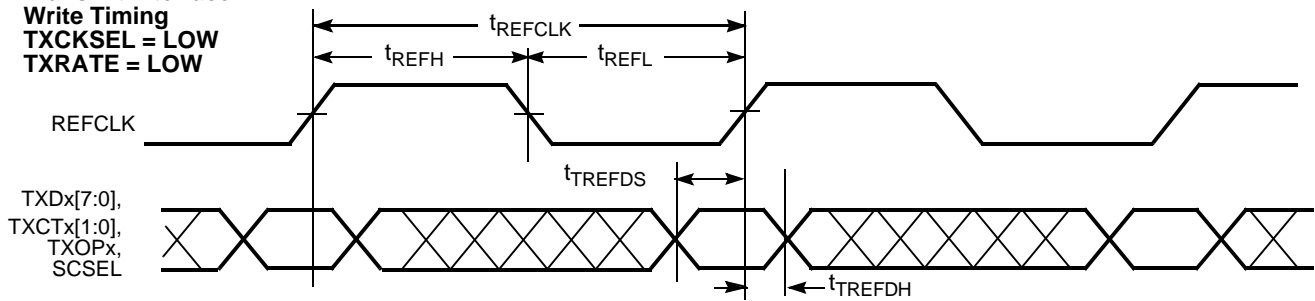 Write Timing
TXCKSEL = LOW
TXRATE = LOW
tREFCLK
tREFH
tREFL
REFCLK
tTREFDS
TXDx[7:0],
TXCTx[1:0],
TXOPx,
SCSEL
tTREFDH